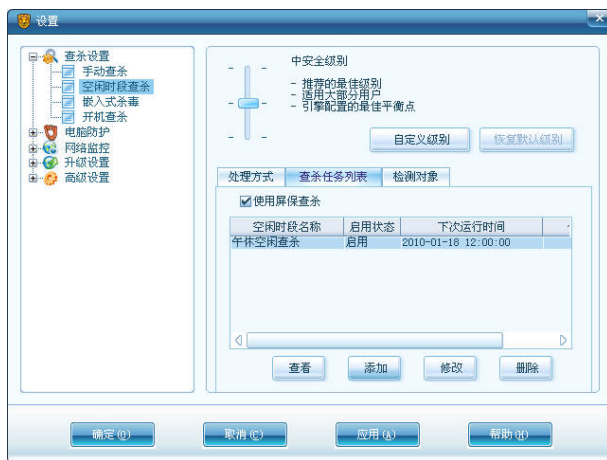 设置
查杀设置
手动查杀
空闲时段查杀
嵌入式杀毒
开机查杀
电脑防护
网络监控
升级设置
高级设置
中安全级别
- 推荐的最佳级别
- 适用大部分用户
- 引擎配置的最佳平衡点
自定义级别
恢复默认级别
处理方式 查杀任务列表 检测对象
使用屏保查杀
空闲时段名称 启用状态 下次运行时间
午休空闲查杀 启用 2010-01-18 12:00:00
查看 添加 修改 删除
确定(O) 取消(C) 应用(A) 帮助(H)